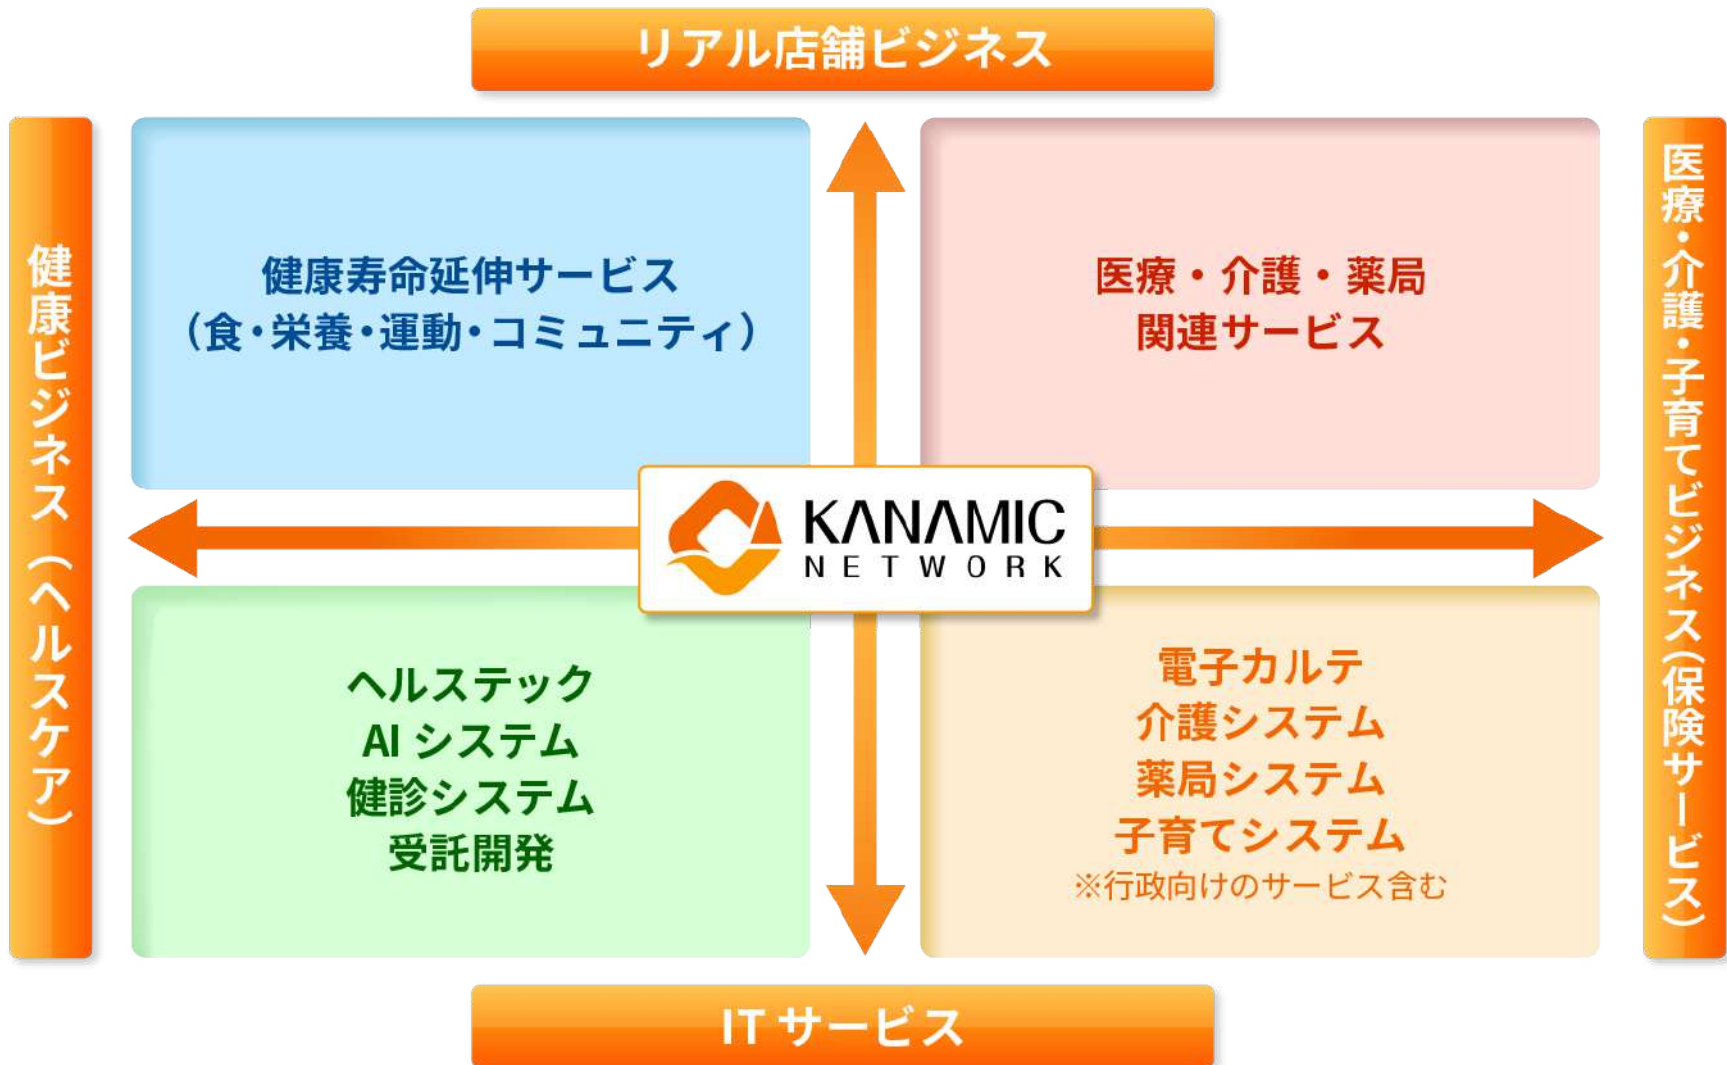 リアル店舗ビジネス
健康ビジネス（ヘルスケア）
健康寿命延伸サービス
（食・栄養・運動・コミュニティ）
医療・介護・薬局
関連サービス
医療・介護・子育てビジネス（保険サービス）
KANAMIC
NETWORK
ヘルステック
AI システム
健診システム
受託開発
電子カルテ
介護システム
薬局システム
子育てシステム
※行政向けのサービス含む
IT サービス